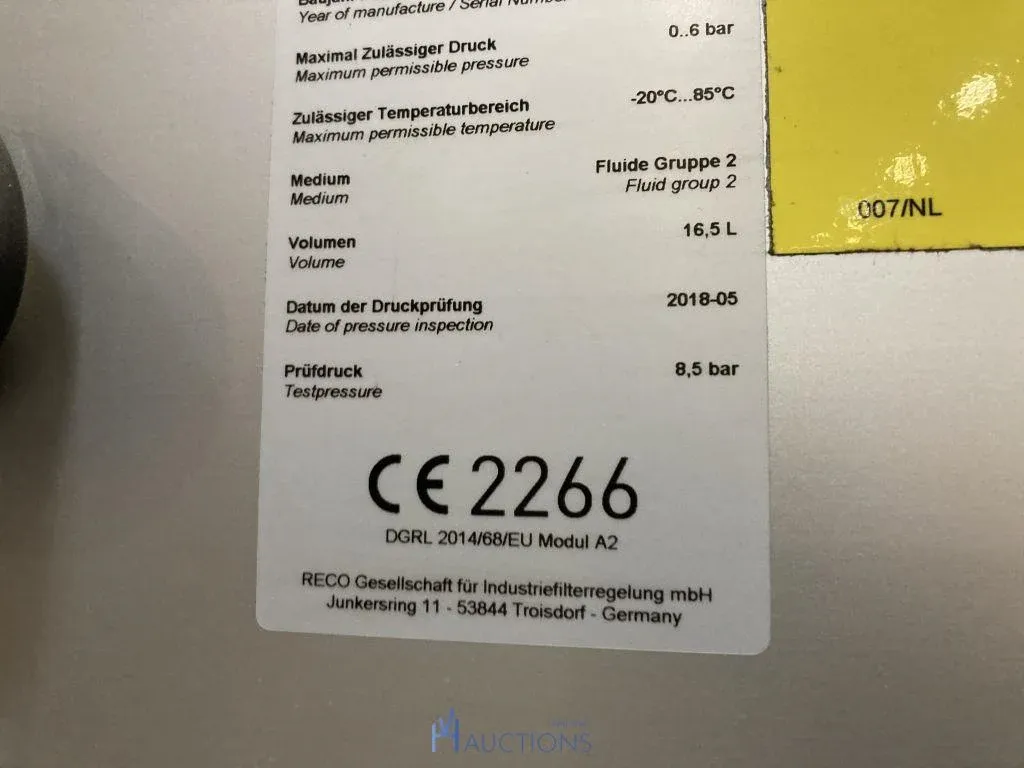 Year of manufacture / Serial Number
Maximal Zulässiger Druck 0..6 bar
Maximum permissible pressure
Zulässiger Temperaturbereich -20°C...85°C
Maximum permissible temperature
Medium Fluide Gruppe 2
Medium Fluid group 2
Volumen 16,5 L
Volume
Datum der Druckprüfung 2018-05
Date of pressure inspection
Prüfdruck 8,5 bar
Testpressure
CE 2266
DGRL 2014/68/EU Modul A2
RECO Gesellschaft für Industriefilterregelung mbH
Junkersring 11 - 53844 Troisdorf - Germany
007/NL
AUCTIONS